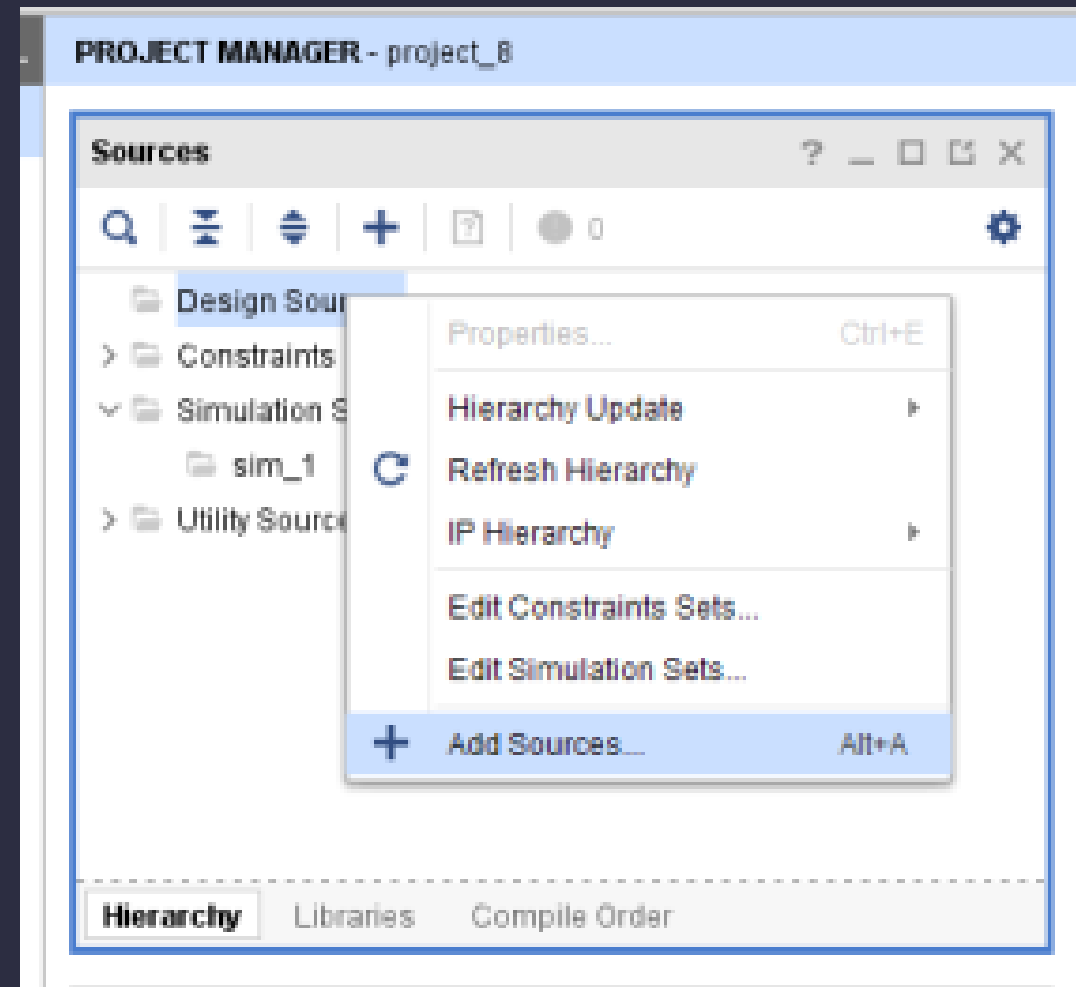 PROJECT MANAGER - project_8
Sources
0
Design Sour
Constraints
Simulation S
sim_1
Utility Source
Properties... Ctrl+E
Hierarchy Update
Refresh Hierarchy
IP Hierarchy
Edit Constraints Sets...
Edit Simulation Sets...
Add Sources... Alt+A
Hierarchy Libraries Compile Order